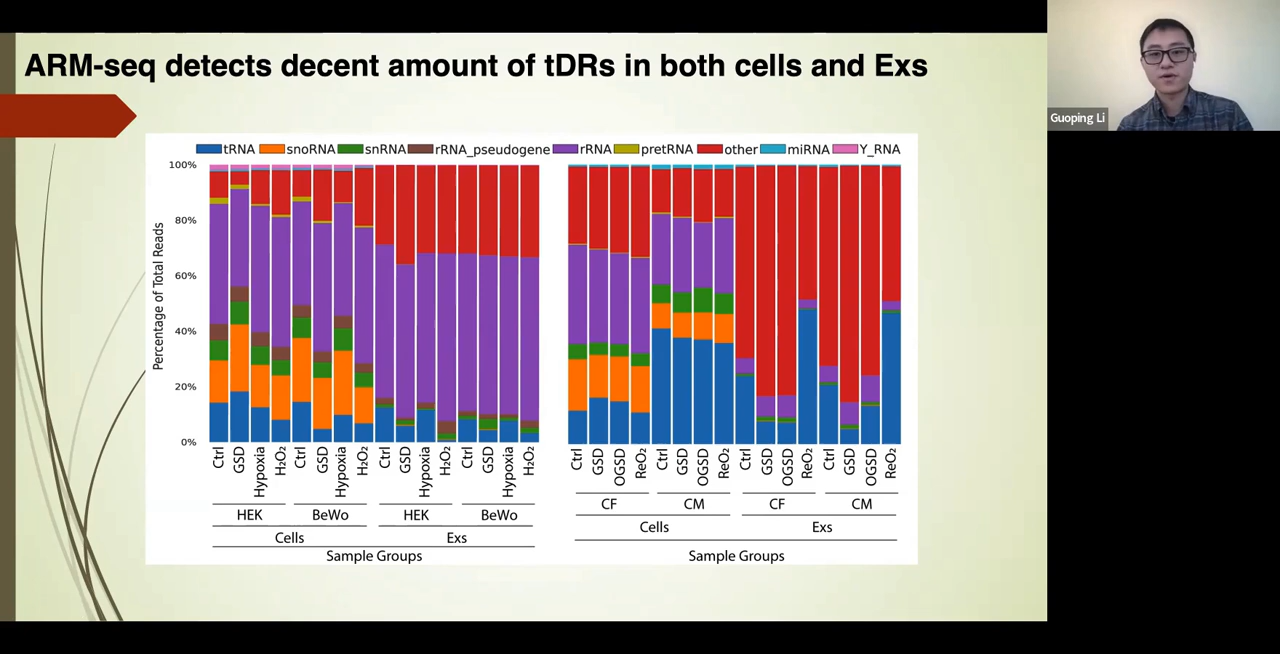 ARM-seq detects decent amount of tDRs in both cells and Exs
Guoping Li
tRNA snoRNA snRNA rRNA_pseudogene rRNA pretRNA other miRNA Y_RNA
Percentage of Total Reads
100%
80%
60%
40%
20%
0%
Ctrl GSD Hypoxia H₂O₂ Ctrl GSD Hypoxia H₂O₂ Ctrl GSD Hypoxia H₂O₂ Ctrl GSD Hypoxia H₂O₂
HEK BeWo HEK BeWo
Cells Exs
Sample Groups
Ctrl GSD OGSD ReO₂ Ctrl GSD OGSD ReO₂ Ctrl GSD OGSD ReO₂ Ctrl GSD OGSD ReO₂
CF CM CF CM
Cells Exs
Sample Groups